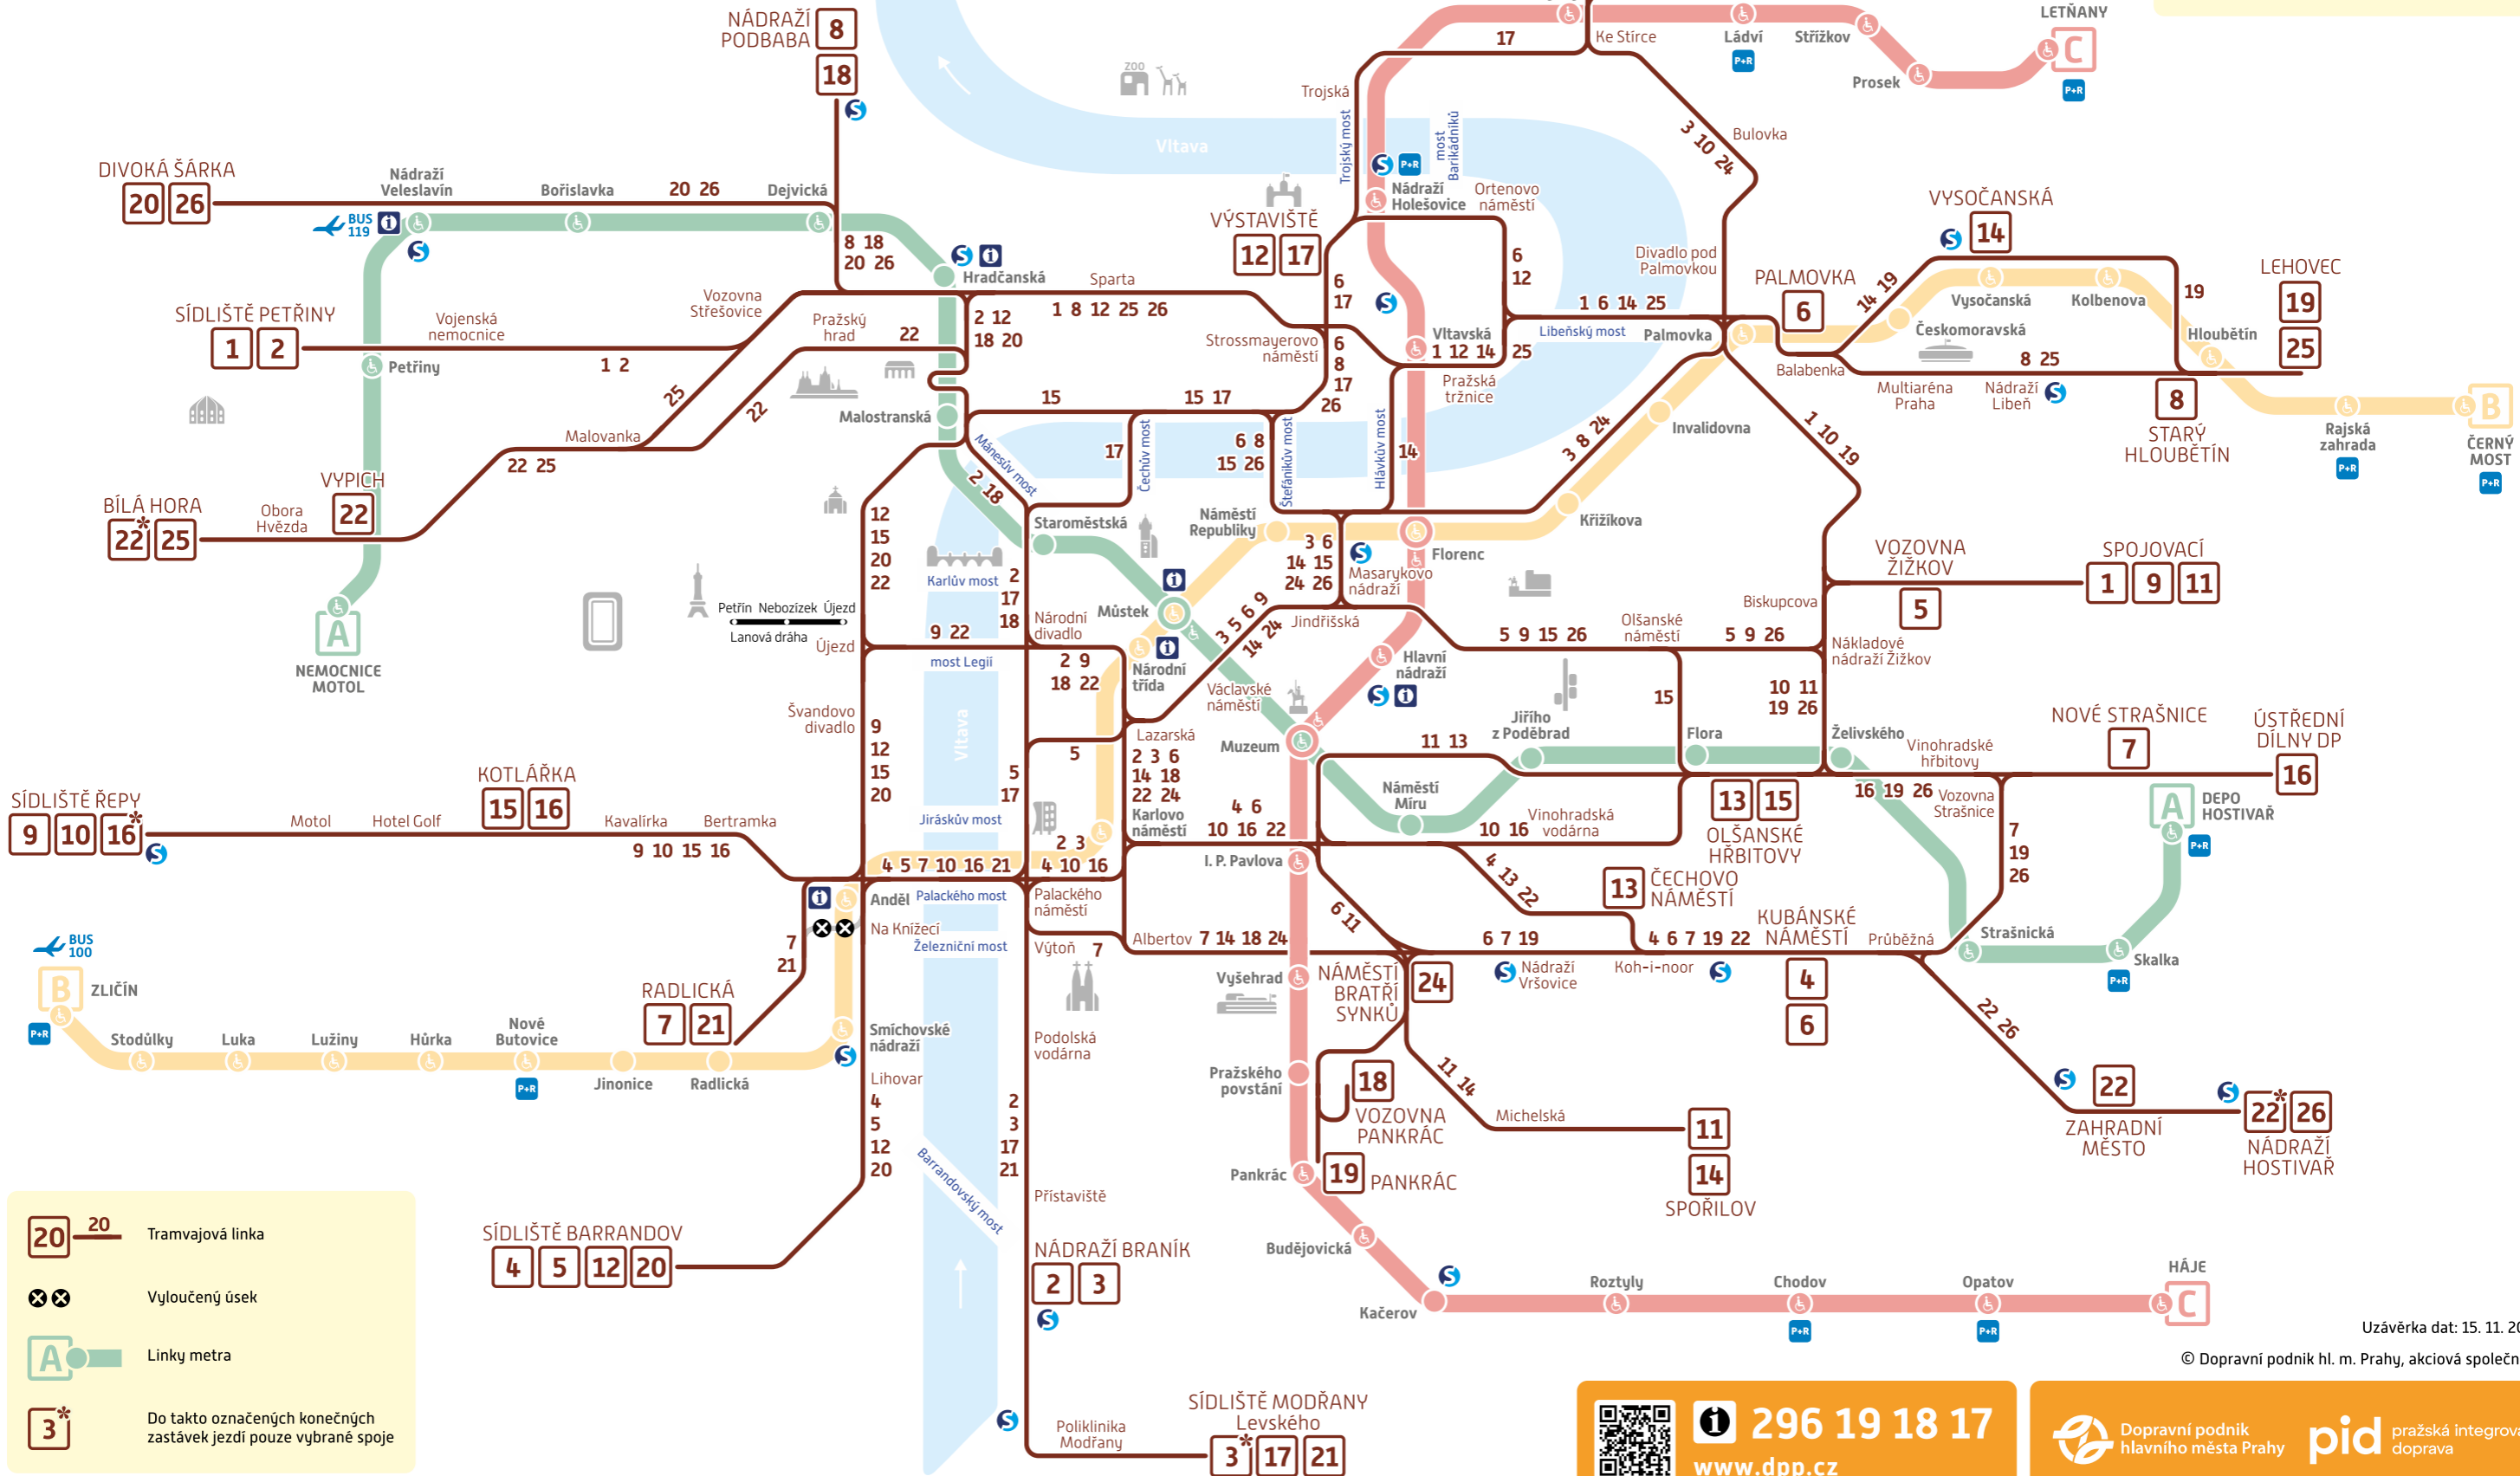 NÁDRAŽÍ
PODBABA
8
18
17
Ke Stírce
Ládví
P+R
Střížkov
Prosek
LETŇANY
C
P+R
ZOO
Trojská
Trojský most
most
Barikádníků
Vltava
3 10 24
Bulovka
DIVOKÁ ŠÁRKA
20 26
Nádraží
Veleslavín
BUS
119
Bořislavka
20 26
Dejvická
8 18
20 26
Hradčanská
P+R
Nádraží
Holešovice
Ortenovo
náměstí
VÝSTAVIŠTĚ
12 17
6
17
6
12
Divadlo pod
Palmovkou
VYSOČANSKÁ
14
PALMOVKA
6
14 19
Vysočanská
Kolbenova
19
LEHOVEC
19
25
Českomoravská
Hloubětín
SÍDLIŠTĚ PETŘINY
1 2
Vojenská
nemocnice
1 2
Petřiny
Vozovna
Střešovice
Sparta
1 8 12 25 26
2 12
18 20
Pražský
hrad
22
25
22
Strossmayerovo
náměstí
6
8
17
26
Vltavská
1 12 14
25
Pražská
tržnice
1 6 14 25
Libeňský most
Palmovka
Balabenka
8 25
Multiaréna
Praha
Nádraží
Libeň
8
STARÝ
HLOUBĚTÍN
Rajská
zahrada
P+R
B
ČERNÝ
MOST
P+R
Malostranská
15
15 17
Malovanka
22 25
Mánesův most
2 18
17
Čechův most
6 8
15 26
Štefánikův most
Hlávkův most
14
3 8 24
Invalidovna
1 10 19
VYPICH
22
BÍLÁ HORA
22* 25
Obora
Hvězda
12
15
20
22
Staroměstská
Náměstí
Republiky
Křižíkova
Florenc
3 6
14 15
24 26
Masarykovo
nádraží
Karlův most
2
17
18
Můstek
VOZOVNA
ŽIŽKOV
5
SPOJOVACÍ
1 9 11
A
NEMOCNICE
MOTOL
Petřín Nebozízek Újezd
Lanová dráha
Újezd
9 22
most Legií
Národní
divadlo
2 9
18 22
Národní
třída
3 5 6 9
14 24
Jindřišská
5 9 15 26
Olšanské
náměstí
5 9 26
Biskupcova
Nákladové
nádraží Žižkov
Hlavní
nádraží
Václavské
náměstí
15
10 11
19 26
Švandovo
divadlo
9
12
15
20
Vltava
Lazarská
5
2 3 6
14 18
22 24
Muzeum
11 13
Jiřího
z Poděbrad
Flora
Želivského
Vinohradské
hřbitovy
NOVÉ STRAŠNICE
7
ÚSTŘEDNÍ
DÍLNY DP
16
SÍDLIŠTĚ ŘEPY
9 10 16*
Motol
Hotel Golf
KOTLÁŘKA
15 16
Kavalírka
Bertramka
9 10 15 16
5
17
Jiráskův most
Karlovo
náměstí
4 6
10 16 22
Náměstí
Míru
Vinohradská
vodárna
10 16
13 15
OLŠANSKÉ
HŘBITOVY
16 19 26
Vozovna
Strašnice
7
19
26
A
DEPO
HOSTIVAŘ
P+R
4 5 7 10 16 21
2 3
4 10 16
I. P. Pavlova
4 13 22
13
ČECHOVO
NÁMĚSTÍ
Anděl
Palackého most
Palackého
náměstí
Na Knížecí
Železniční most
6 11
7
21
Výtoň
7
Albertov
7 14 18 24
6 7 19
4 6 7 19 22
KUBÁNSKÉ
NÁMĚSTÍ
Průběžná
Strašnická
Skalka
P+R
BUS
100
B
ZLIČÍN
P+R
Stodůlky
Luka
Lužiny
Hůrka
Nové
Butovice
P+R
Jinonice
Radlická
RADLICKÁ
7 21
Smíchovské
nádraží
Podolská
vodárna
Vyšehrad
NÁMĚSTÍ
BRATŘÍ
SYNKŮ
24
Nádraží
Vršovice
Koh-i-noor
4
6
22 26
Lihovar
4
5
12
20
2
3
17
21
Pražského
povstání
18
VOZOVNA
PANKRÁC
11 14
Michelská
11
14
SPOŘILOV
22
ZAHRADNÍ
MĚSTO
22* 26
NÁDRAŽÍ
HOSTIVAŘ
Barrandovský most
Přístaviště
Pankrác
19
PANKRÁC
SÍDLIŠTĚ BARRANDOV
4 5 12 20
NÁDRAŽÍ BRANÍK
2 3
Budějovická
Kačerov
Roztyly
Chodov
P+R
Opatov
P+R
HÁJE
C
20 20 Tramvajová linka
Vyloučený úsek
A Linky metra
3* Do takto označených konečných
zastávek jezdí pouze vybrané spoje
Poliklinika
Modřany
SÍDLIŠTĚ MODŘANY
Levského
3* 17 21
Uzávěrka dat: 15. 11. 20
© Dopravní podnik hl. m. Prahy, akciová společn
296 19 18 17
www.dpp.cz
Dopravní podnik
hlavního města Prahy
pid
pražská integrova
doprava